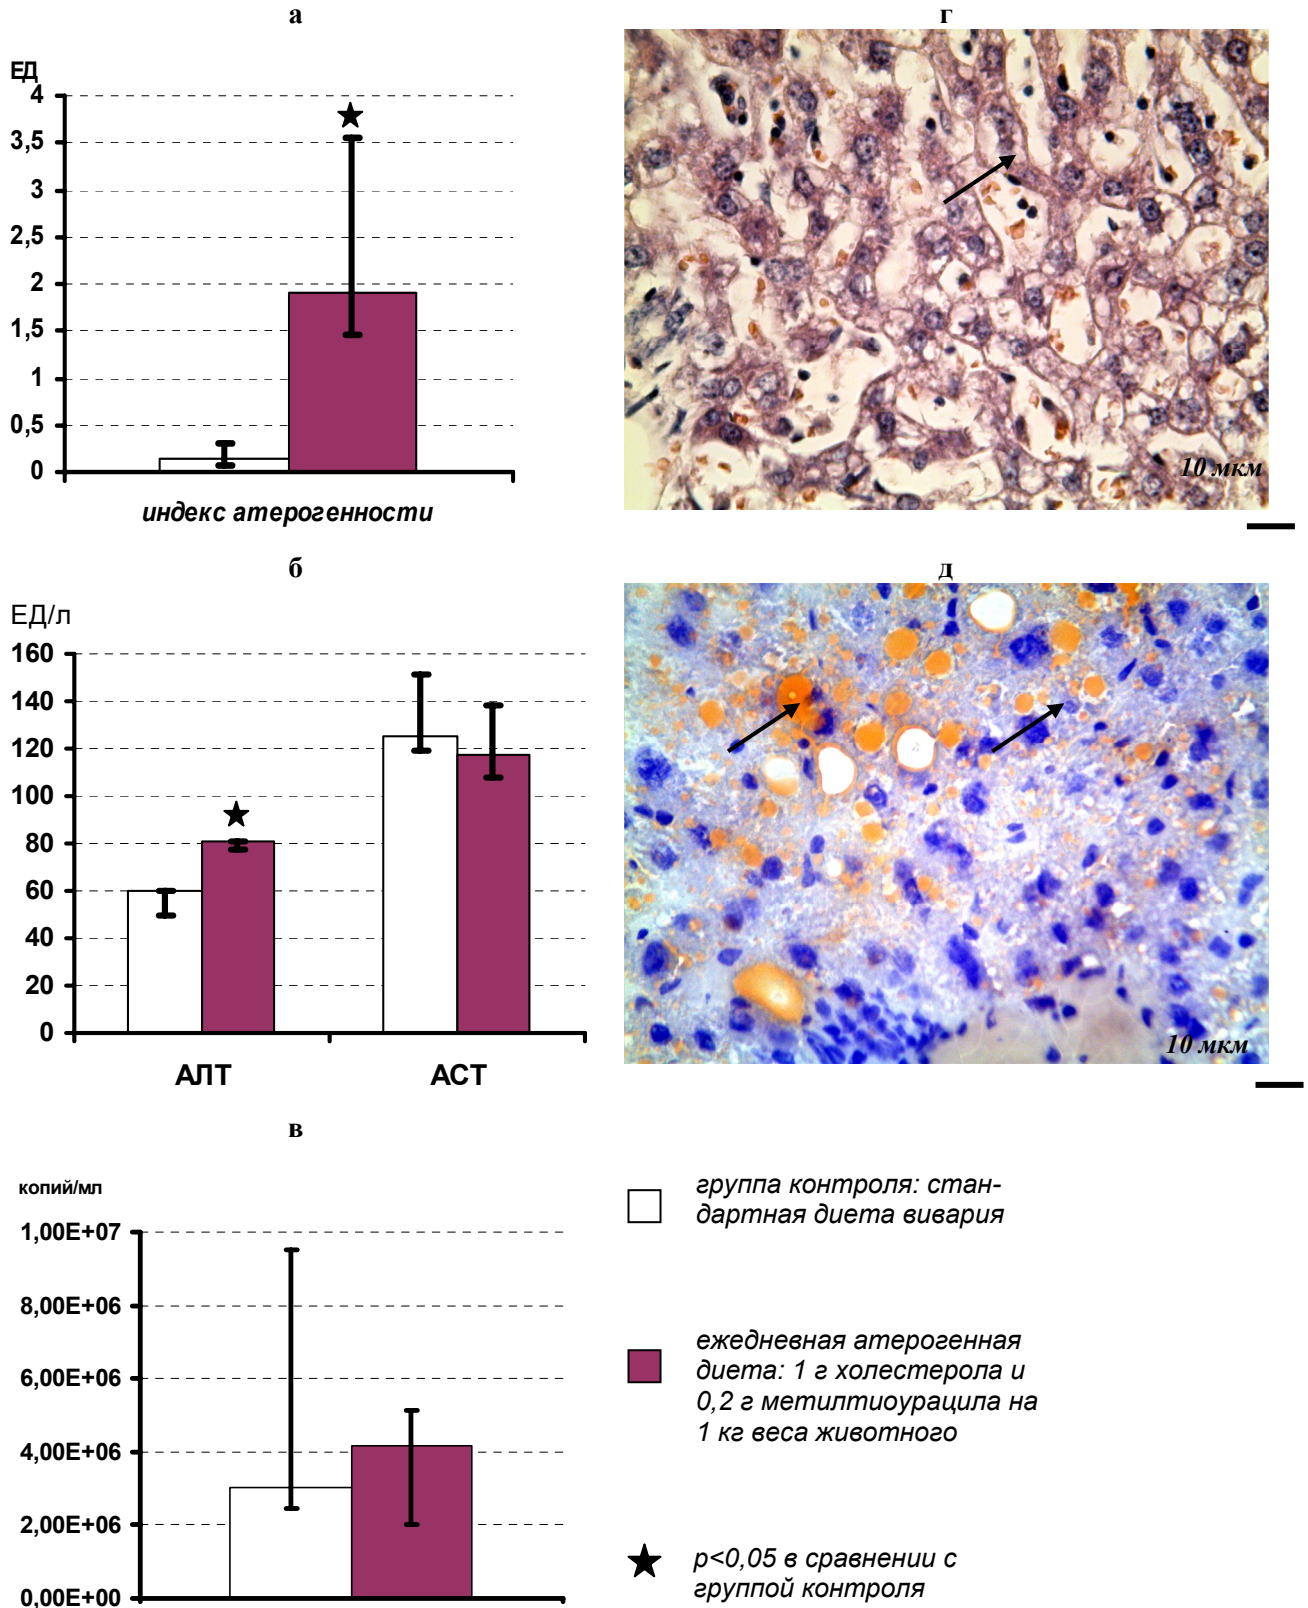 а
ЕД
4
3,5
3
2,5
2
1,5
1
0,5
0
индекс атерогенности
б
ЕД/л
160
140
120
100
80
60
40
20
0
АЛТ
АСТ
в
копий/мл
1,00E+07
8,00E+06
6,00E+06
4,00E+06
2,00E+06
0,00E+00
г
10 мкм
д
10 мкм
группа контроля: стан-
дартная диета вивария
ежедневная атерогенная
диета: 1 г холестерола и
0,2 г метилтиоурацила на
1 кг веса животного
p<0,05 в сравнении с
группой контроля